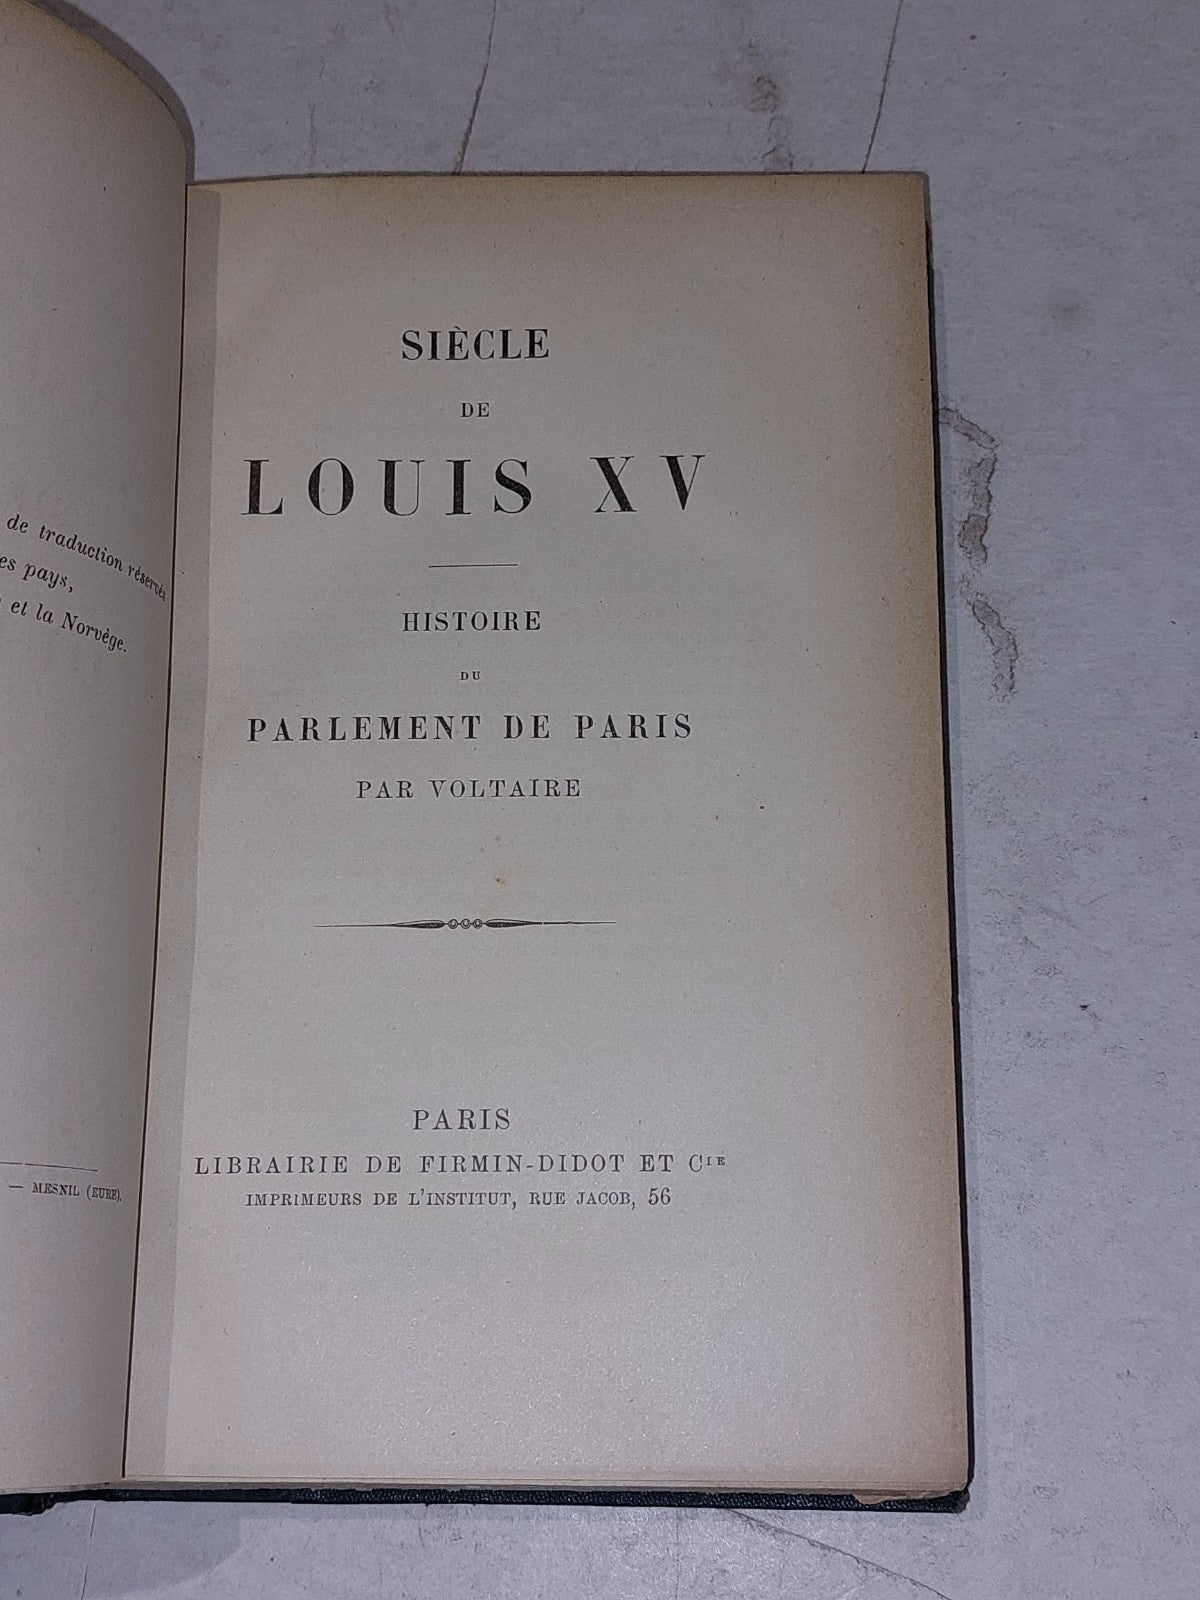 de traduction réservés
es pays,
et la Norvège.
— MESNIL (EURE).
SIÈCLE
DE
LOUIS XV
HISTOIRE
DU
PARLEMENT DE PARIS
PAR VOLTAIRE
PARIS
LIBRAIRIE DE FIRMIN-DIDOT ET CIE
IMPRIMEURS DE L'INSTITUT, RUE JACOB, 56